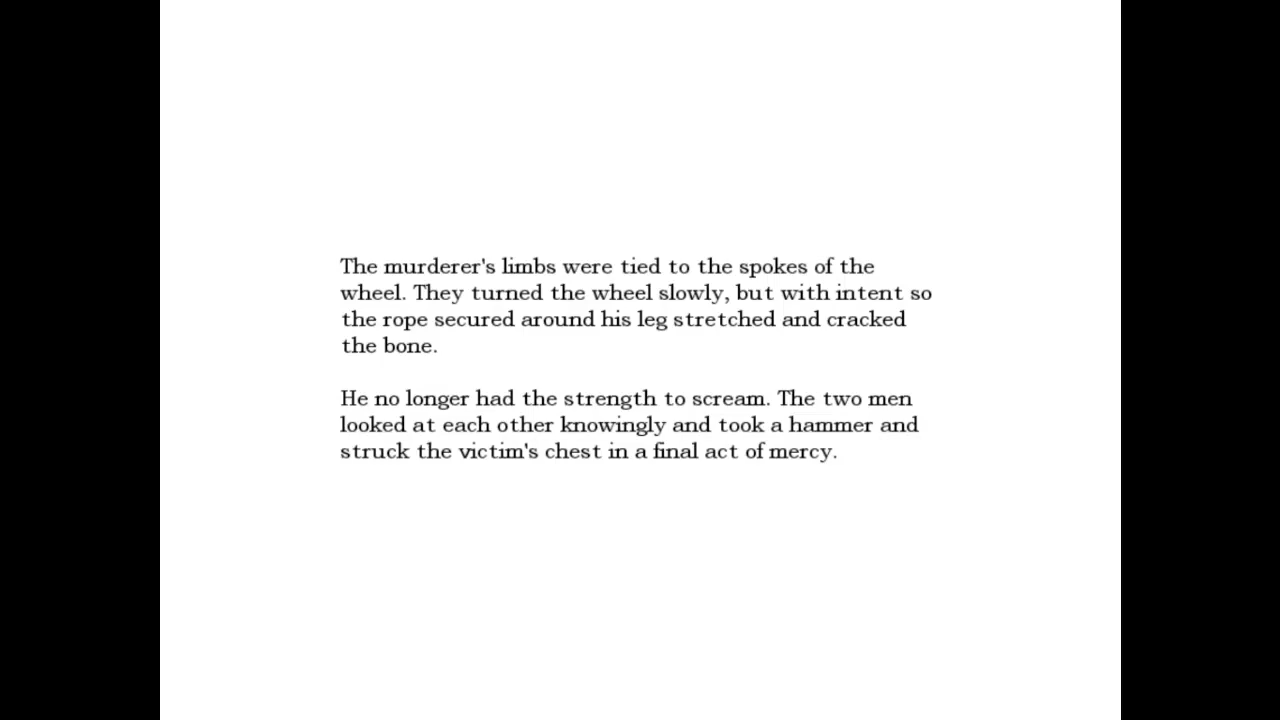 The murderer's limbs were tied to the spokes of the
wheel. They turned the wheel slowly, but with intent so
the rope secured around his leg stretched and cracked
the bone.
He no longer had the strength to scream. The two men
looked at each other knowingly and took a hammer and
struck the victim's chest in a final act of mercy.